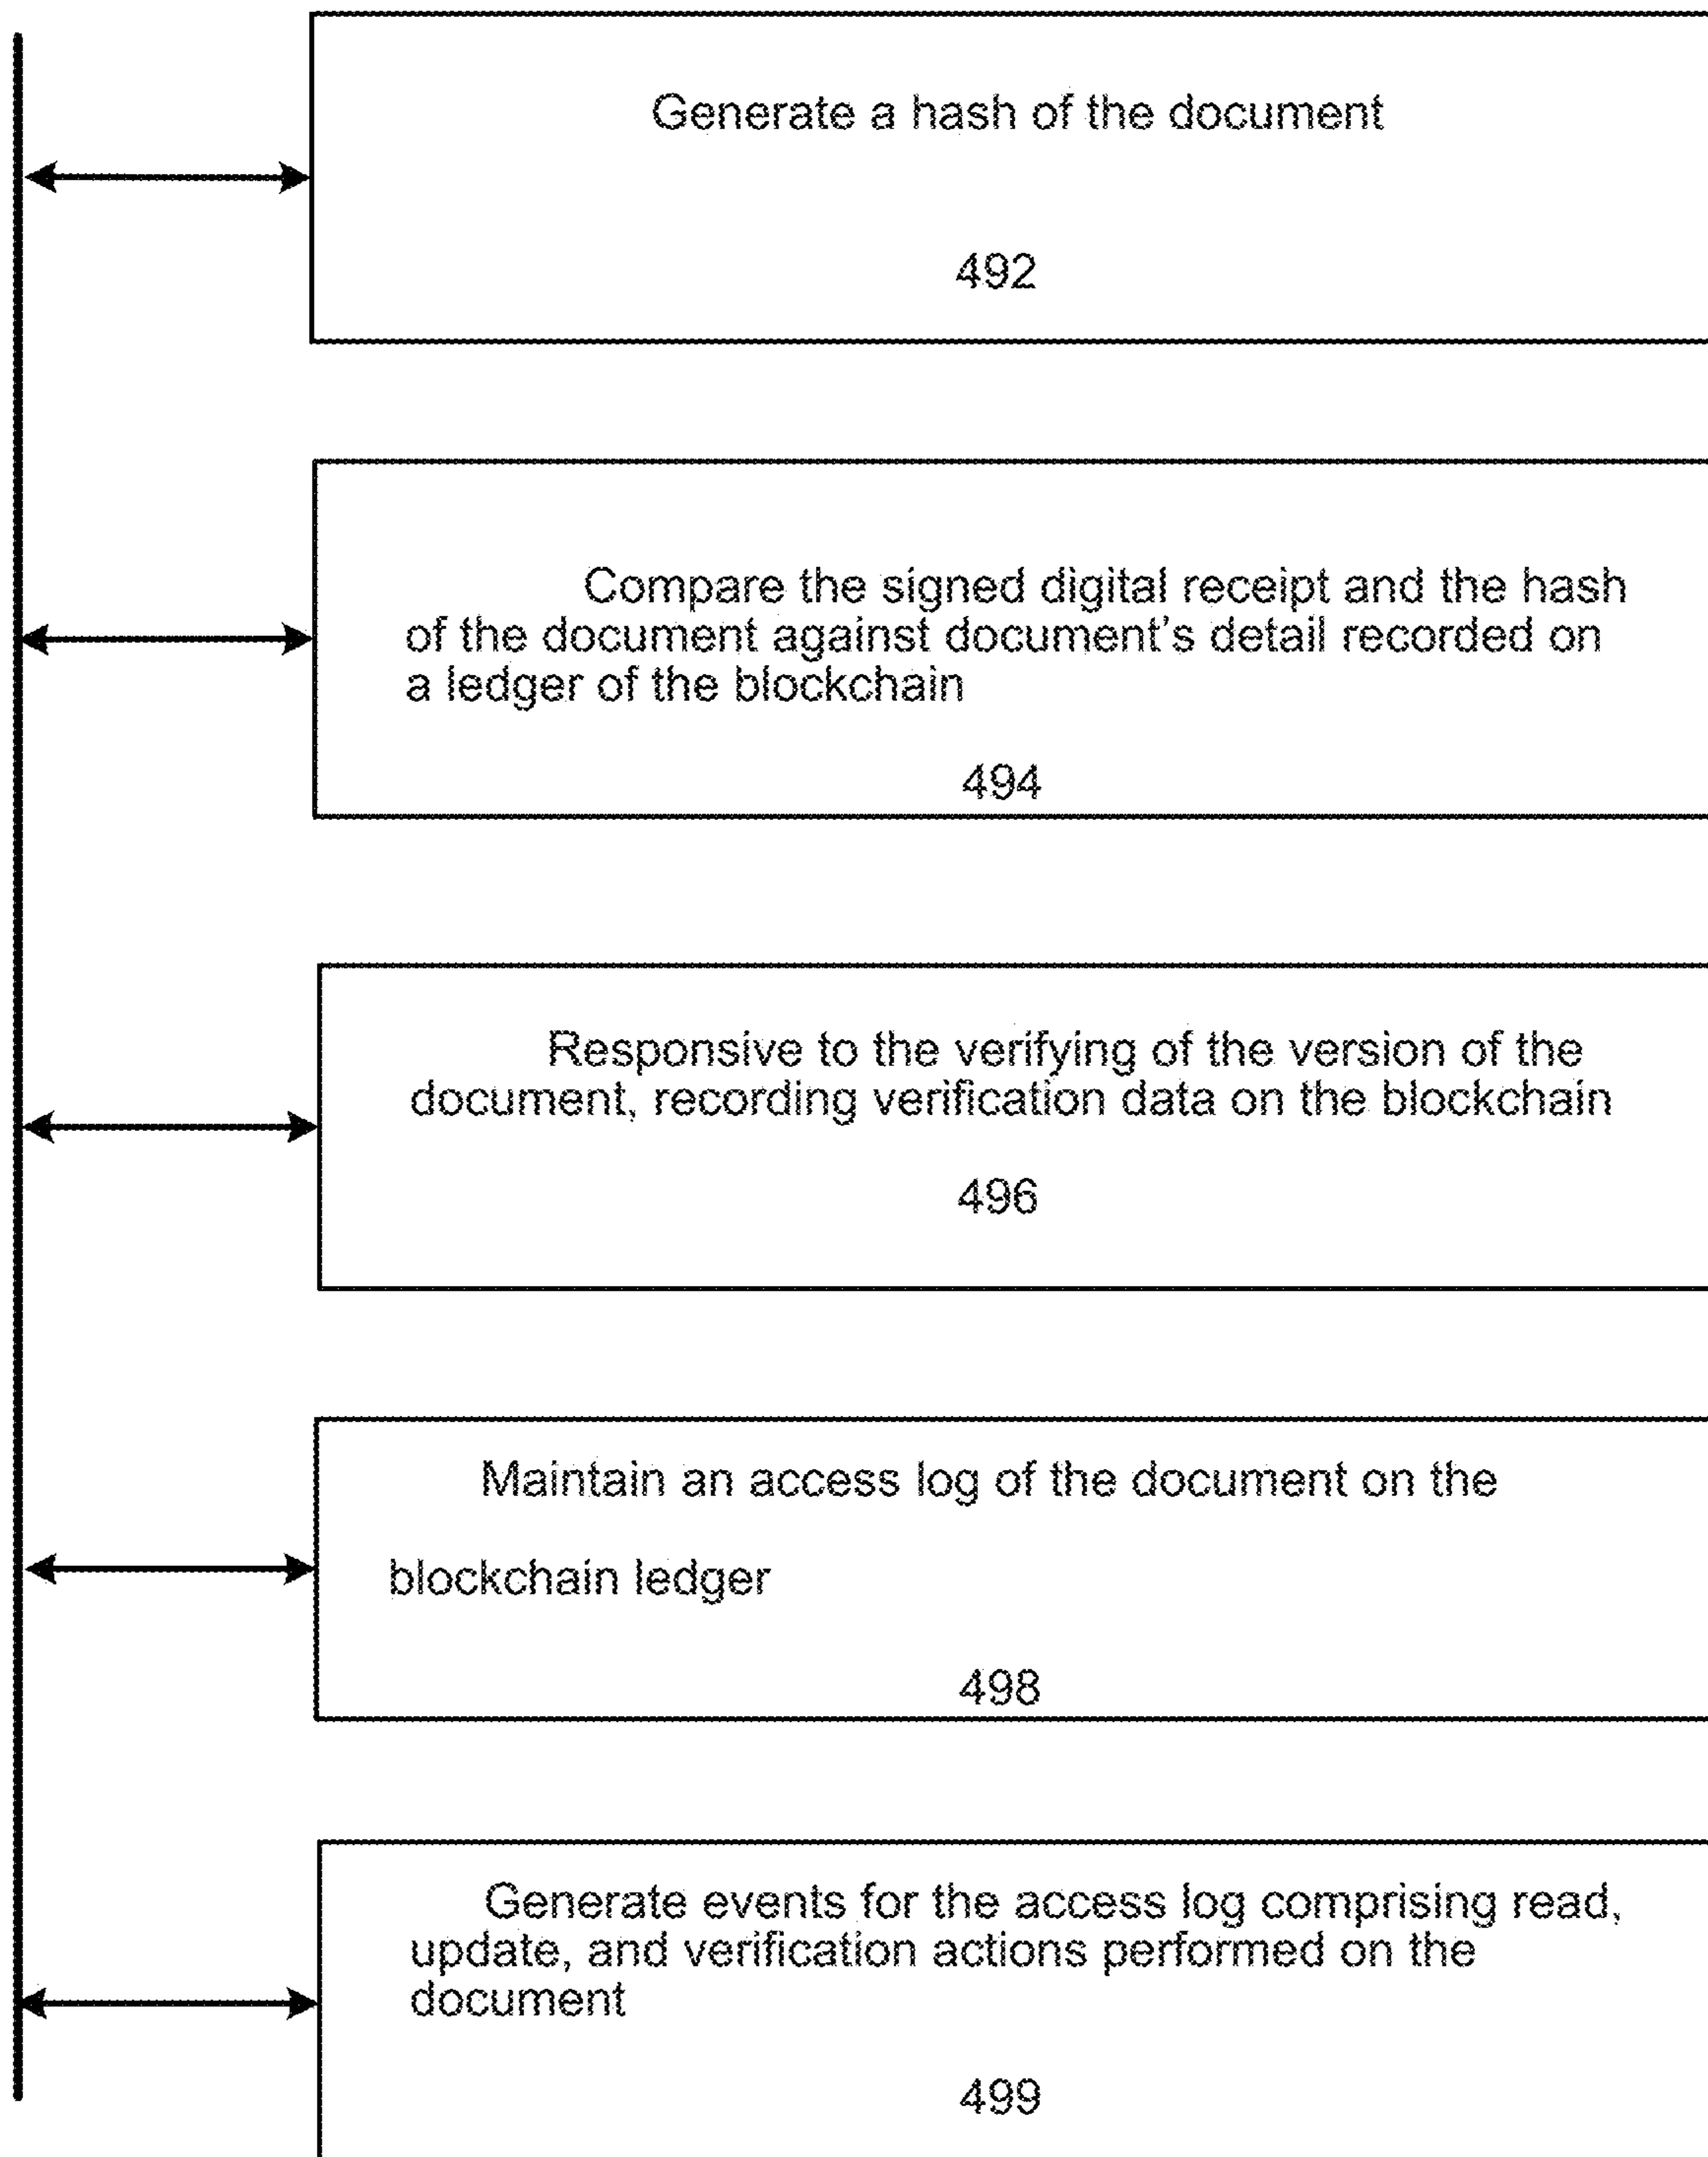 Generate a hash of the document
492
Compare the signed digital receipt and the hash
of the document against document's detail recorded on
a ledger of the blockchain
494
Responsive to the verifying of the version of the
document, recording verification data on the blockchain
496
Maintain an access log of the document on the
blockchain ledger
498
Generate events for the access log comprising read,
update, and verification actions performed on the
document
499